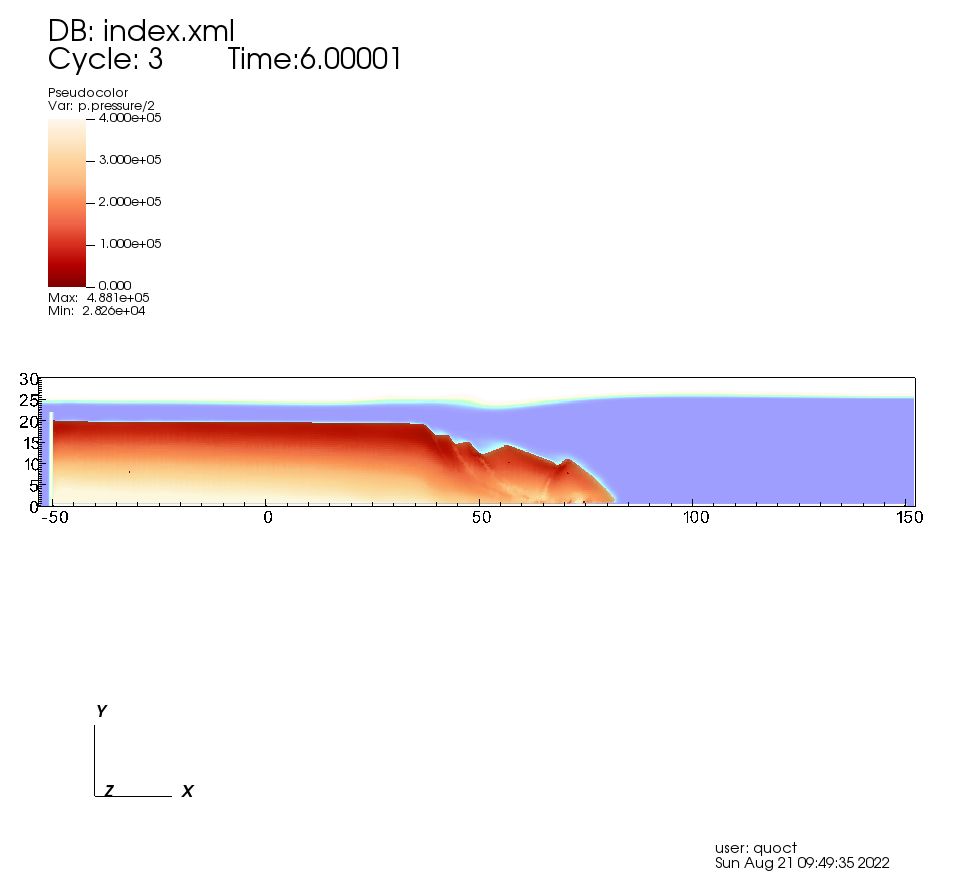 DB: index.xml
Cycle: 3 Time:6.00001
Pseudocolor
Var: p.pressure/2
4.000e+05
3.000e+05
2.000e+05
1.000e+05
0.000
Max: 4.881e+05
Min: 2.826e+04
30
25
20
15
10
5
0
-50 0 50 100 150
Y
Z X
user: quoct
Sun Aug 21 09:49:35 2022